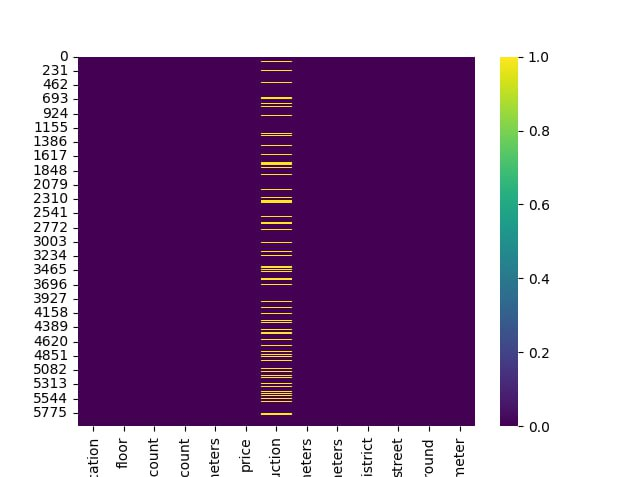 0
231
462
693
924
1155
1386
1617
1848
2079
2310
2541
2772
3003
3234
3465
3696
3927
4158
4389
4620
4851
5082
5313
5544
5775
cation
floor
count
count
neters
price
uction
neters
neters
istrict
street
round
meter
1.0
0.8
0.6
0.4
0.2
0.0